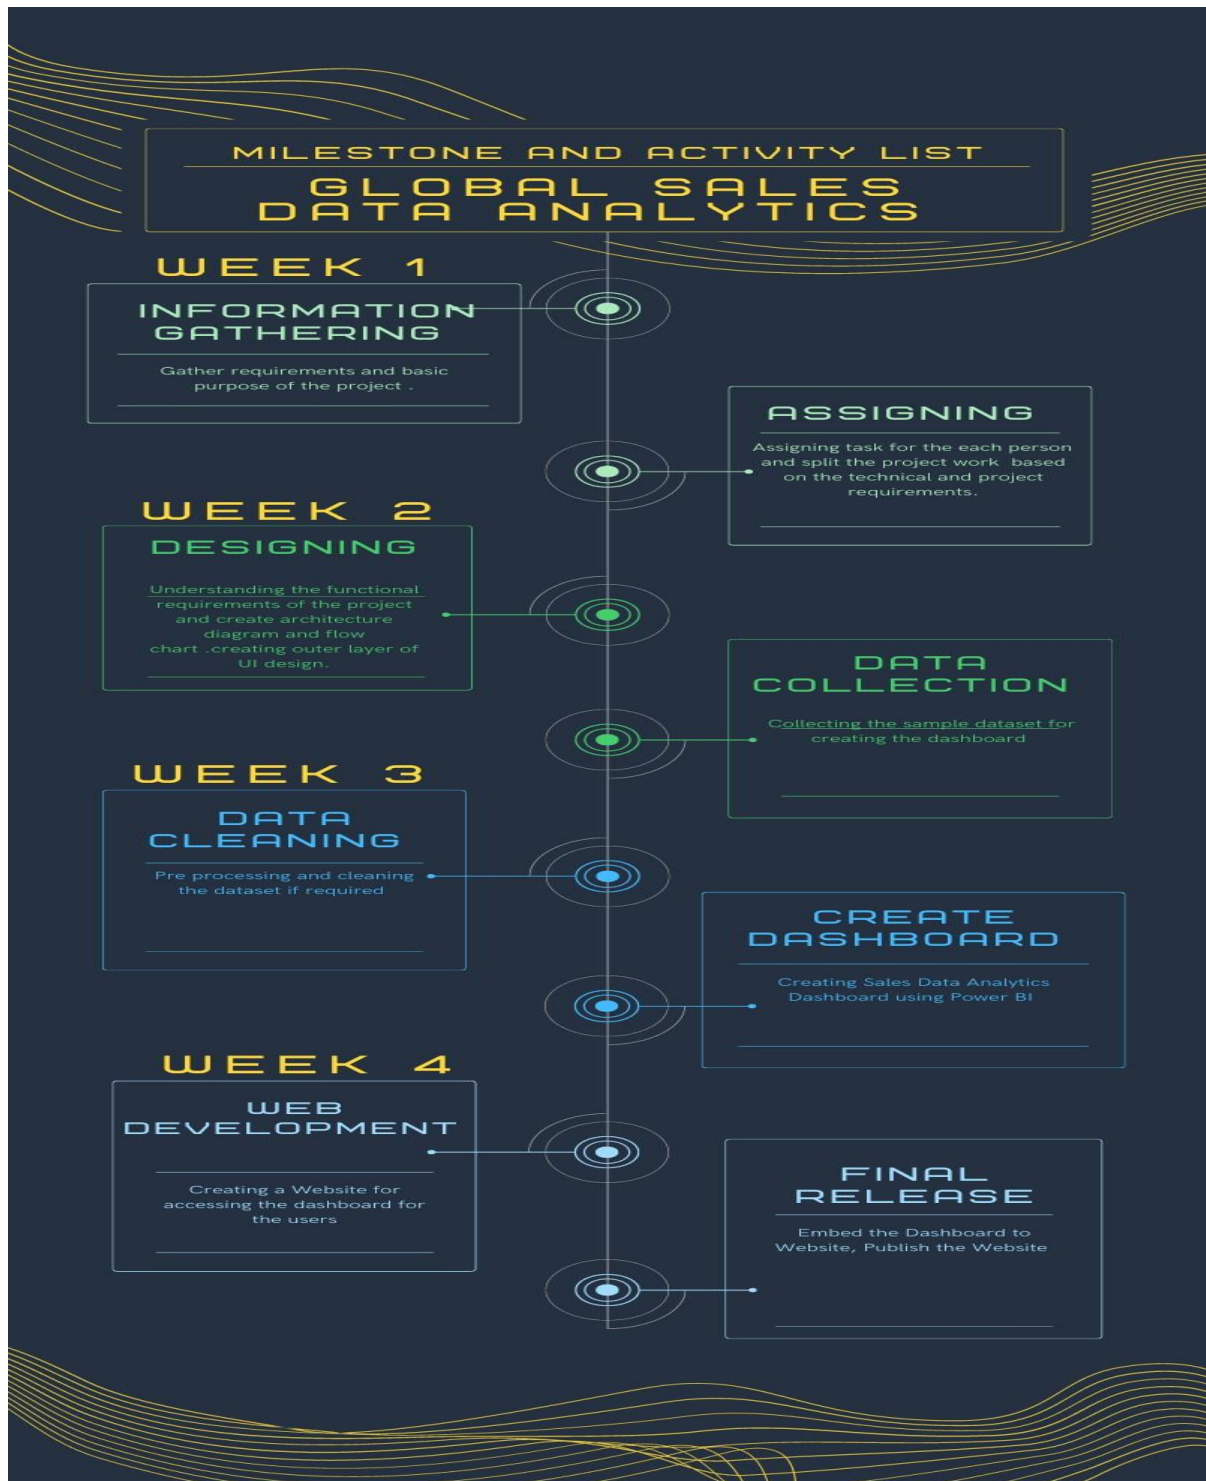 MILESTONE AND ACTIVITY LIST
GLOBAL SALES
DATA ANALYTICS
WEEK 1
INFORMATION
GATHERING
Gather requirements and basic
purpose of the project .
ASSIGNING
Assigning task for the each person
and split the project work based
on the technical and project
requirements.
WEEK 2
DESIGNING
Understanding the functional
requirements of the project
and create architecture
diagram and flow
chart .creating outer layer of
UI design.
DATA
COLLECTION
Collecting the sample dataset for
creating the dashboard
WEEK 3
DATA
CLEANING
Pre processing and cleaning
the dataset if required
CREATE
DASHBOARD
Creating Sales Data Analytics
Dashboard using Power BI
WEEK 4
WEB
DEVELOPMENT
Creating a Website for
accessing the dashboard for
the users
FINAL
RELEASE
Embed the Dashboard to
Website, Publish the Website